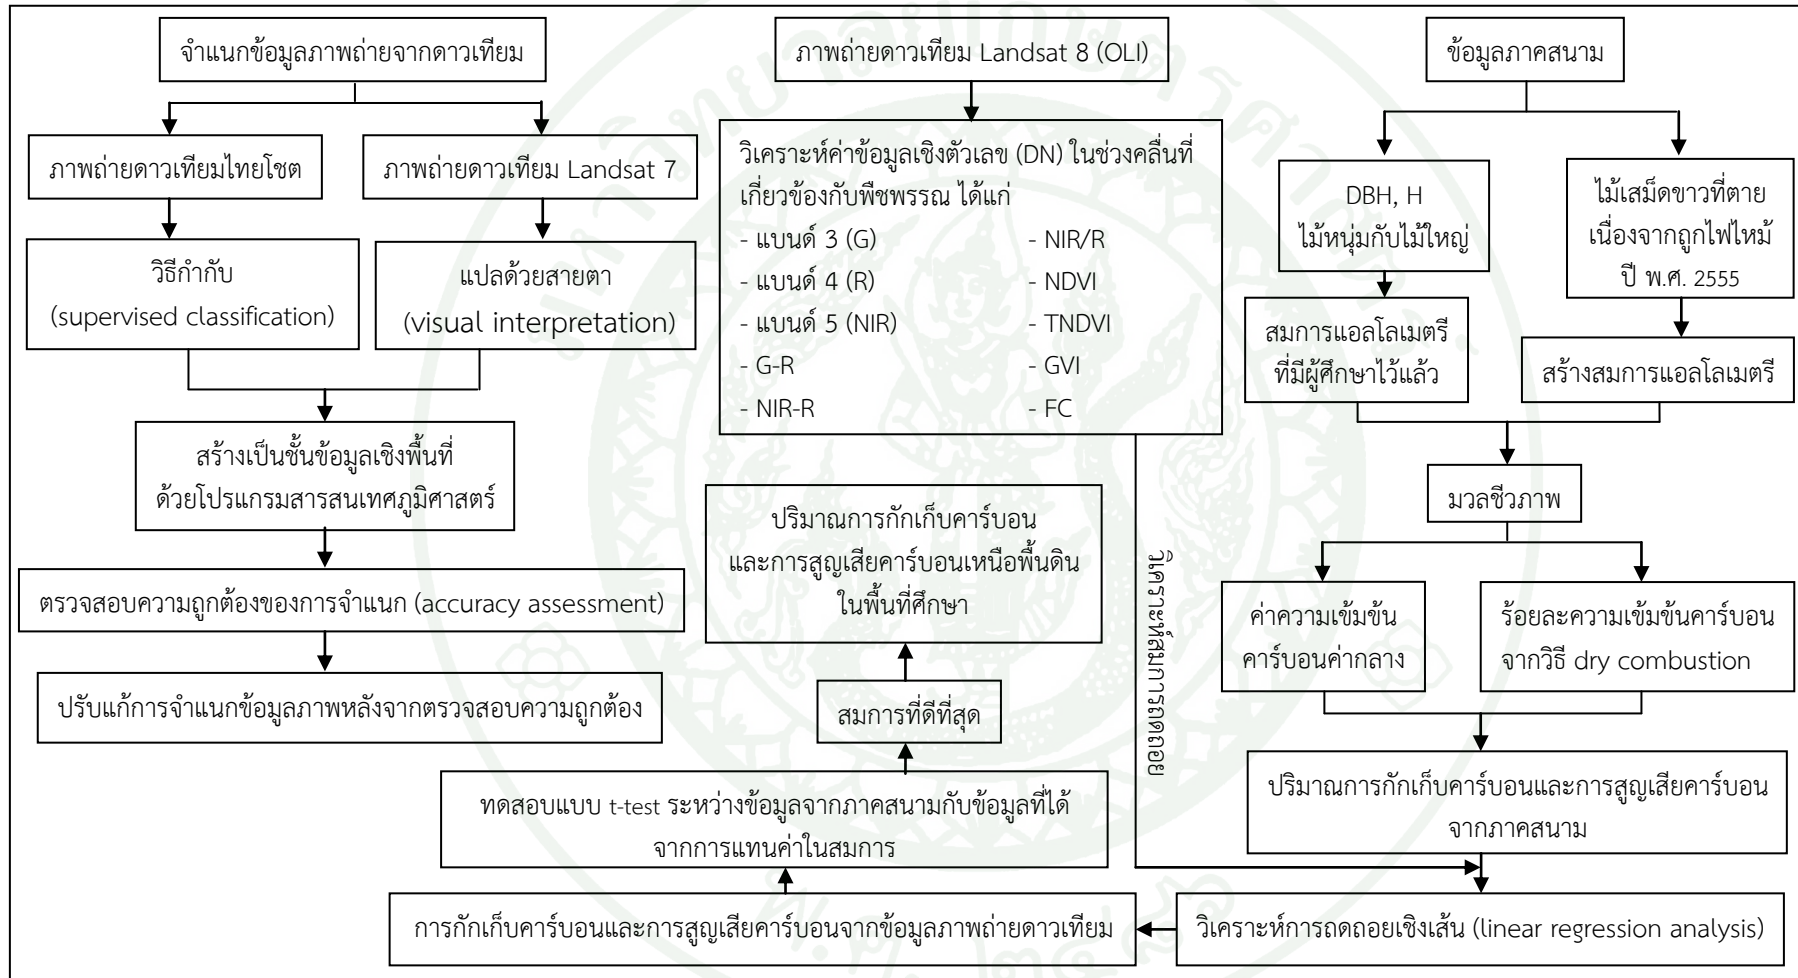 จำแนกข้อมูลภาพถ่ายจากดาวเทียม
ภาพถ่ายดาวเทียมไทยโชต
ภาพถ่ายดาวเทียม Landsat 7
วิธีกำกับ
(supervised classification)
แปลด้วยสายตา
(visual interpretation)
สร้างเป็นชั้นข้อมูลเชิงพื้นที่
ด้วยโปรแกรมสารสนเทศภูมิศาสตร์
ตรวจสอบความถูกต้องของการจำแนก (accuracy assessment)
ปรับแก้การจำแนกข้อมูลภาพหลังจากตรวจสอบความถูกต้อง
ภาพถ่ายดาวเทียม Landsat 8 (OLI)
วิเคราะห์ค่าข้อมูลเชิงตัวเลข (DN) ในช่วงคลื่นที่
เกี่ยวข้องกับพืชพรรณ ได้แก่
- แบนด์ 3 (G)
- แบนด์ 4 (R)
- แบนด์ 5 (NIR)
- G-R
- NIR-R
- NIR/R
- NDVI
- TNDVI
- GVI
- FC
ข้อมูลภาคสนาม
DBH, H
ไม้หนุ่มกับไม้ใหญ่
ไม้เสม็ดขาวที่ตาย
เนื่องจากถูกไฟไหม้
ปี พ.ศ. 2555
สมการแอลโลเมตรี
ที่มีผู้ศึกษาไว้แล้ว
สร้างสมการแอลโลเมตรี
มวลชีวภาพ
ค่าความเข้มข้น
คาร์บอนค่ากลาง
ร้อยละความเข้มข้นคาร์บอน
จากวิธี dry combustion
ปริมาณการกักเก็บคาร์บอนและการสูญเสียคาร์บอน
จากภาคสนาม
วิเคราะห์สมการถดถอย
วิเคราะห์การถดถอยเชิงเส้น (linear regression analysis)
การกักเก็บคาร์บอนและการสูญเสียคาร์บอนจากข้อมูลภาพถ่ายดาวเทียม
ทดสอบแบบ t-test ระหว่างข้อมูลจากภาคสนามกับข้อมูลที่ได้
จากการแทนค่าในสมการ
สมการที่ดีที่สุด
ปริมาณการกักเก็บคาร์บอน
และการสูญเสียคาร์บอนเหนือพื้นดิน
ในพื้นที่ศึกษา
มหาวิทยาลัยเกษตรศาสตร์
พ.ศ. ๒๔๘๖